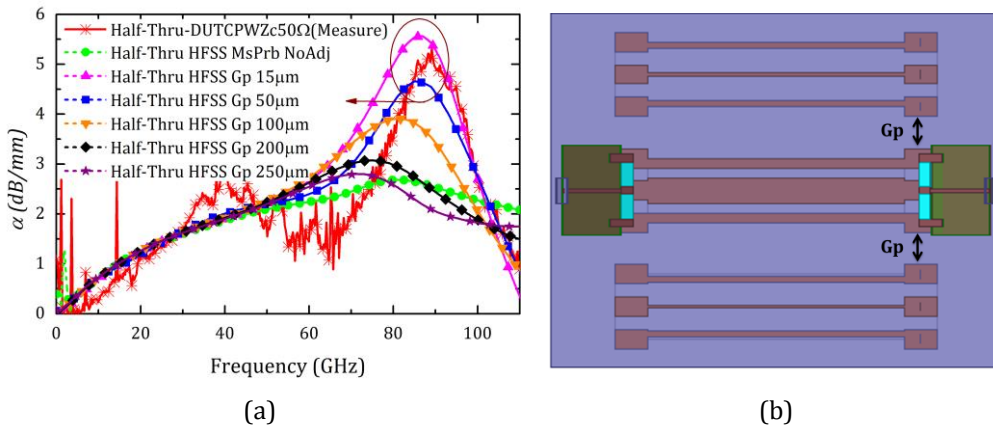 α (dB/mm)
6
5
4
3
2
1
0
Half-Thru-DUTCPWZc50Ω(Measure)
Half-Thru HFSS MsPrb NoAdj
Half-Thru HFSS Gp 15μm
Half-Thru HFSS Gp 50μm
Half-Thru HFSS Gp 100μm
Half-Thru HFSS Gp 200μm
Half-Thru HFSS Gp 250μm
0 20 40 60 80 100
Frequency (GHz)
(a)
Gp
Gp
(b)